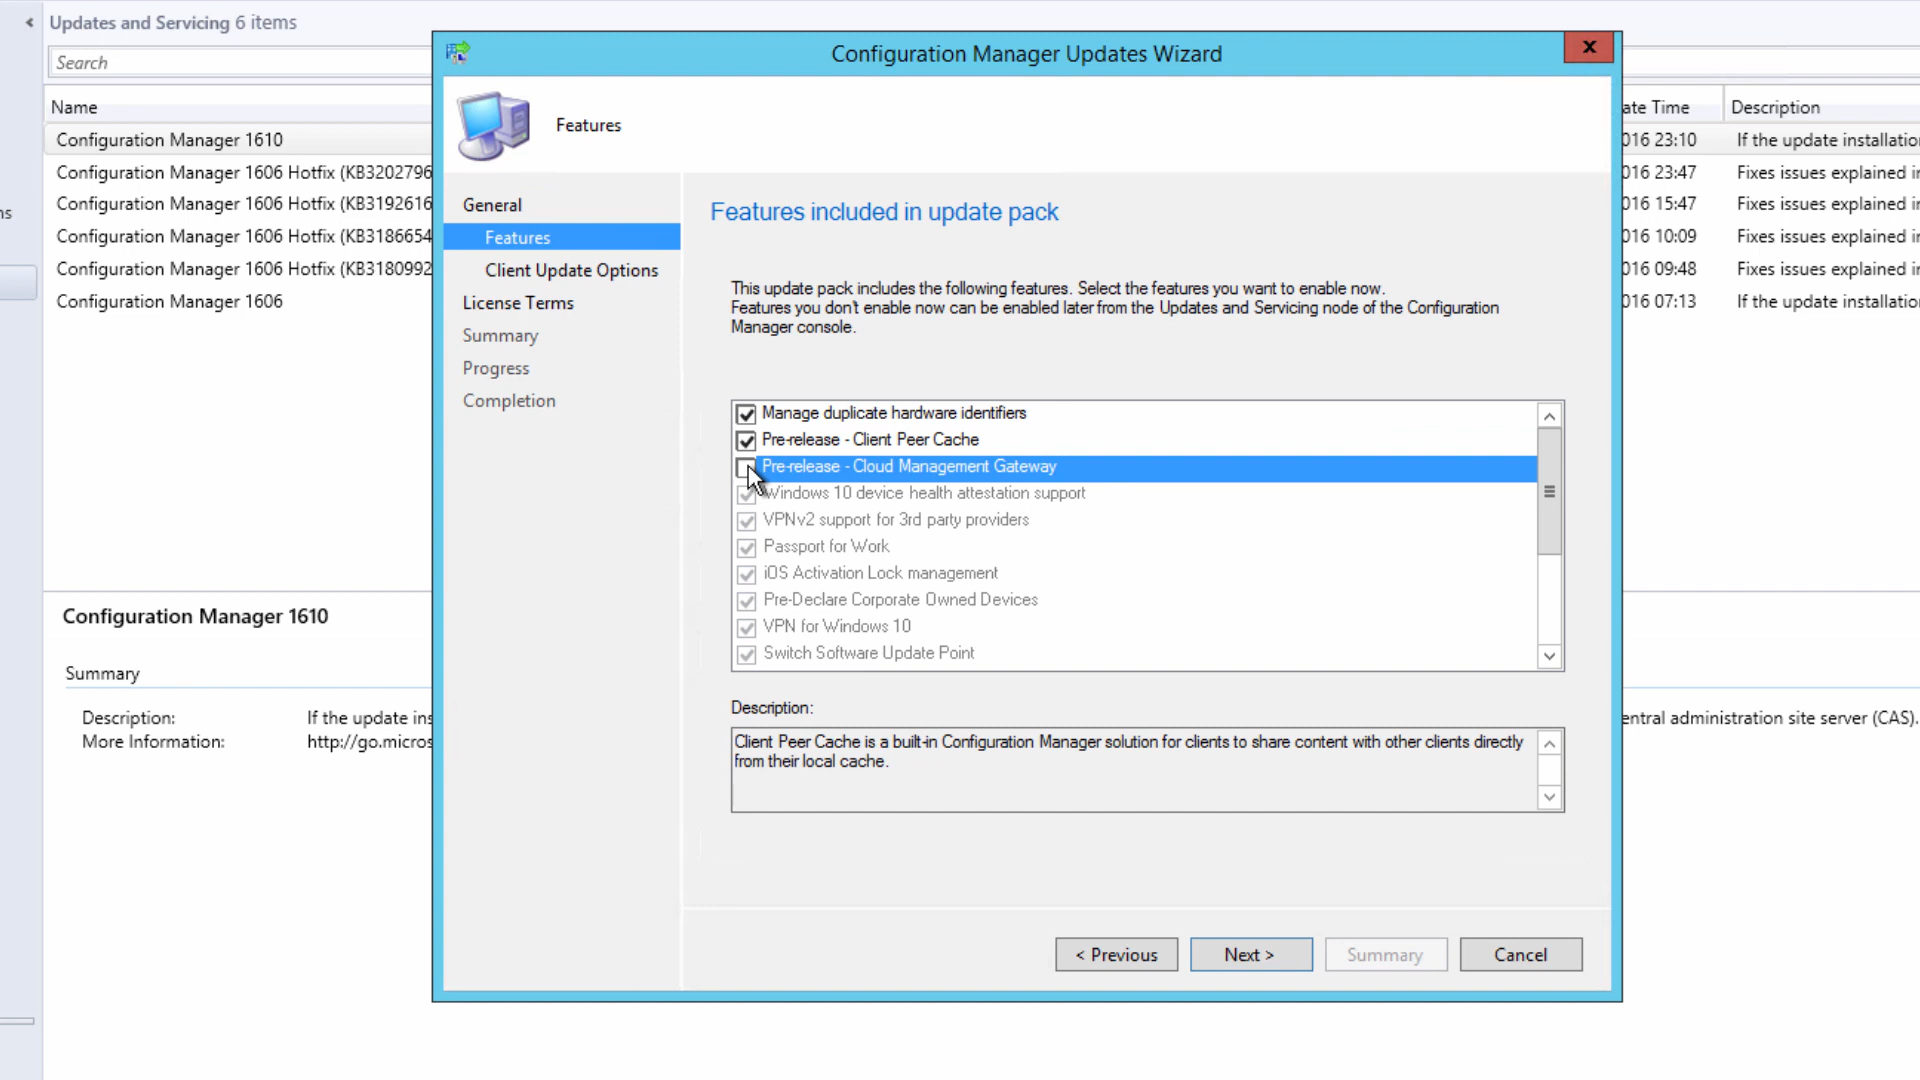 Updates and Servicing 6 items
Search
Name
ate Time
Description
Configuration Manager 1610
016 23:10
If the update installatio
Configuration Manager 1606 Hotfix (KB3202796
016 23:47
Fixes issues explained i
Configuration Manager 1606 Hotfix (KB3192616
016 15:47
Fixes issues explained i
Configuration Manager 1606 Hotfix (KB3186654
016 10:09
Fixes issues explained i
Configuration Manager 1606 Hotfix (KB3180992
016 09:48
Fixes issues explained i
Configuration Manager 1606
016 07:13
If the update installatio
ns
Configuration Manager 1610
Summary
Description:
If the update ins
entral administration site server (CAS).
More Information:
http://go.micros
Configuration Manager Updates Wizard
Features
General
Features
Client Update Options
License Terms
Summary
Progress
Completion
Features included in update pack
This update pack includes the following features. Select the features you want to enable now.
Features you don't enable now can be enabled later from the Updates and Servicing node of the Configuration
Manager console.
Manage duplicate hardware identifiers
Pre-release - Client Peer Cache
Pre-release - Cloud Management Gateway
Windows 10 device health attestation support
VPNv2 support for 3rd party providers
Passport for Work
iOS Activation Lock management
Pre-Declare Corporate Owned Devices
VPN for Windows 10
Switch Software Update Point
Description:
Client Peer Cache is a built-in Configuration Manager solution for clients to share content with other clients directly
from their local cache.
< Previous
Next >
Summary
Cancel